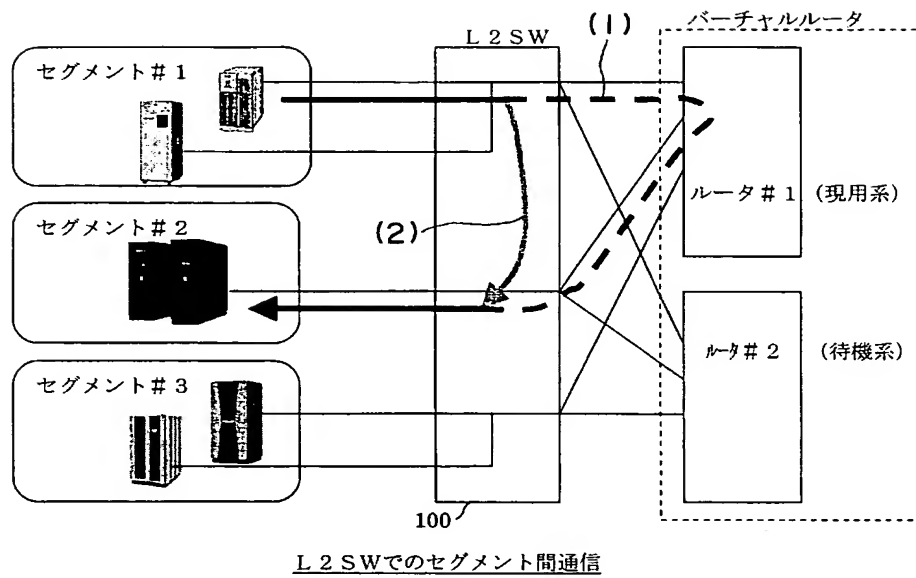 バーチャルルータ
L2SW
(1)
セグメント#1
ルータ#1 (現用系)
セグメント#2
(2)
ルータ#2 (待機系)
セグメント#3
100
L2SWでのセグメント間通信